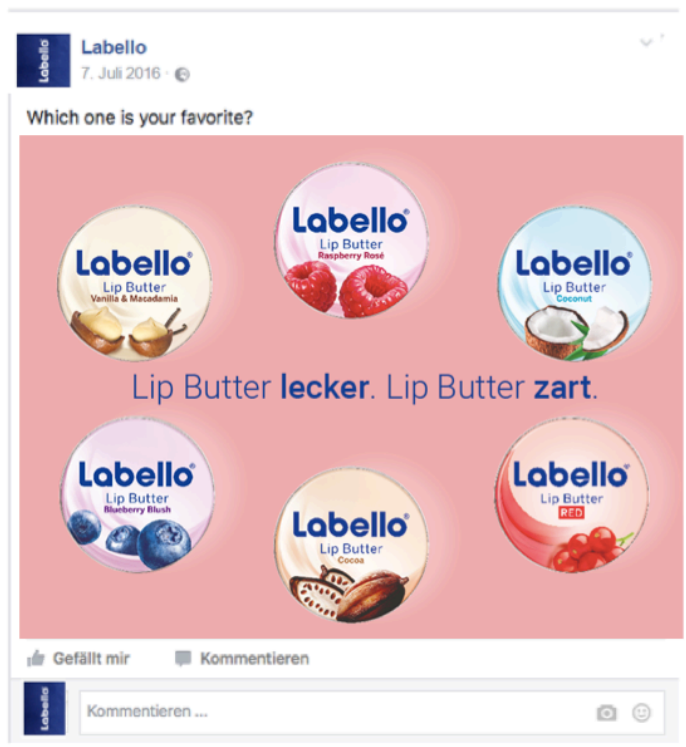 Labello
Labello
7. Juli 2016 ·
Which one is your favorite?
Labello®
Lip Butter
Vanilla & Macadamia
Labello®
Lip Butter
Raspberry Rosé
Labello®
Lip Butter
Coconut
Lip Butter lecker. Lip Butter zart.
Labello®
Lip Butter
Blueberry Blush
Labello®
Lip Butter
Cocoa
Labello®
Lip Butter
RED
Gefällt mir
Kommentieren
Labello
Kommentieren ...